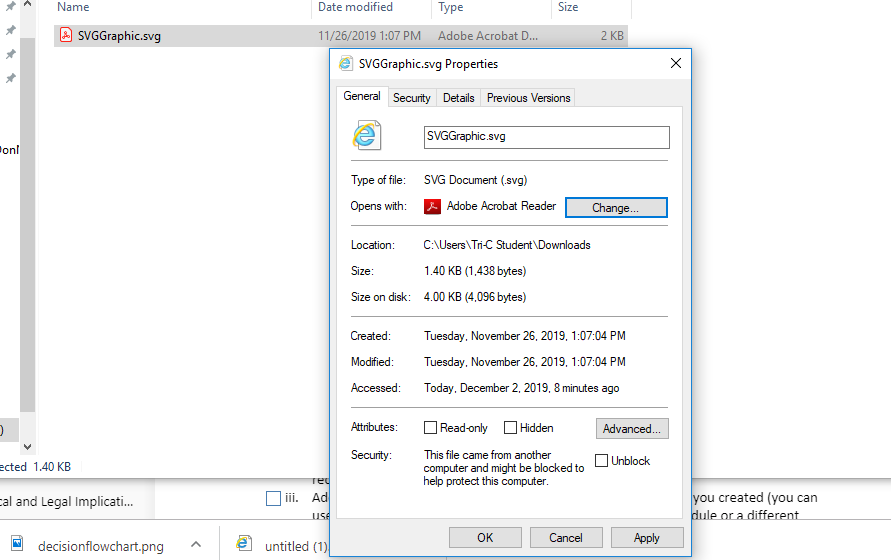 Name Date modified Type Size
SVGGraphic.svg 11/26/2019 1:07 PM Adobe Acrobat D... 2 KB
SVGGraphic.svg Properties
General Security Details Previous Versions
SVGGraphic.svg
Type of file: SVG Document (.svg)
Opens with: Adobe Acrobat Reader Change...
Location: C:\Users\Tri-C Student\Downloads
Size: 1.40 KB (1,438 bytes)
Size on disk: 4.00 KB (4,096 bytes)
Created: Tuesday, November 26, 2019, 1:07:04 PM
Modified: Tuesday, November 26, 2019, 1:07:04 PM
Accessed: Today, December 2, 2019, 8 minutes ago
Attributes: Read-only Hidden Advanced...
Security: This file came from another
computer and might be blocked to
help protect this computer.
Unblock
OK Cancel Apply
ected 1.40 KB
cal and Legal Implicati...
iii. Ad you created (you can
use dule or a different
decisionflowchart.png untitled (1)